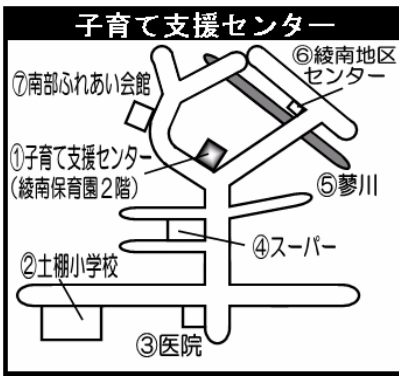 子育て支援センター
⑥綾南地区
センター
⑦南部ふれあい会館
①子育て支援センター
(綾南保育園2階)
⑤蓼川
④スーパー
②土棚小学校
③医院